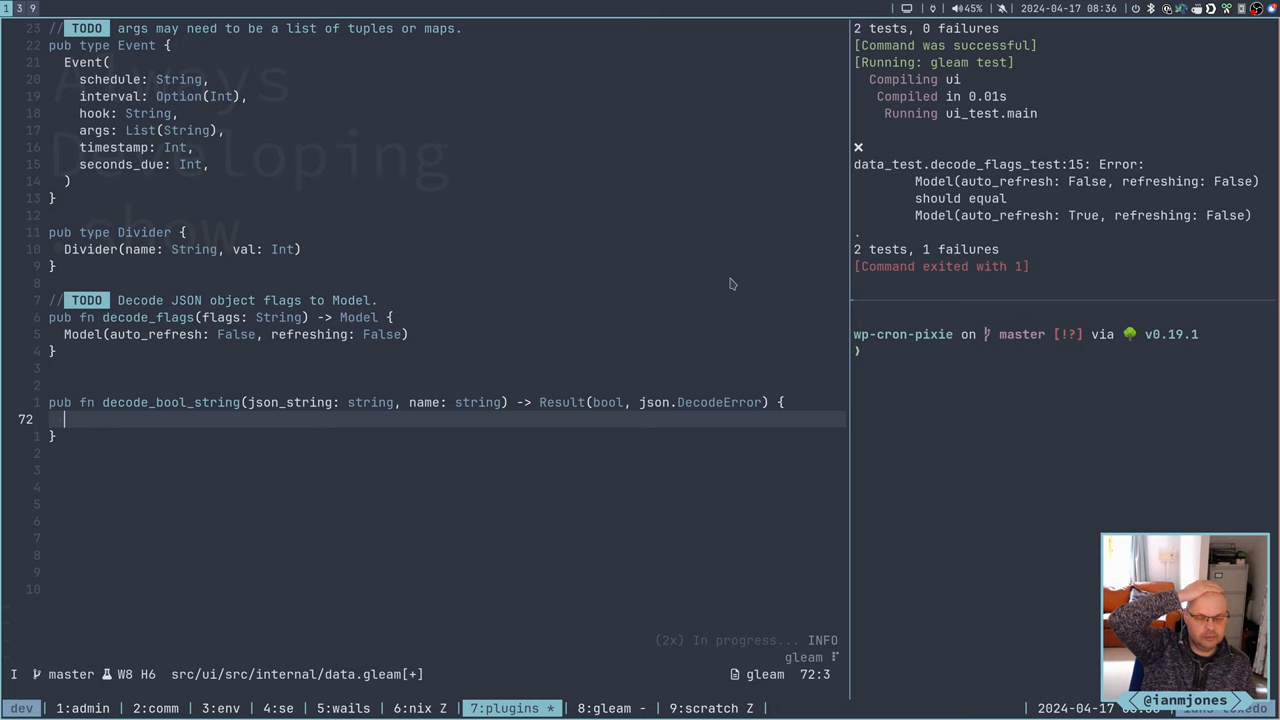 1 3 9
45% 2024-04-17 08:36
23 // TODO args may need to be a list of tuples or maps.
22 pub type Event {
21 Event(
20 schedule: String,
19 interval: Option(Int),
18 hook: String,
17 args: List(String),
16 timestamp: Int,
15 seconds_due: Int,
14 )
13 }
12
11 pub type Divider {
10 Divider(name: String, val: Int)
9 }
8
7 // TODO Decode JSON object flags to Model.
6 pub fn decode_flags(flags: String) -> Model {
5 Model(auto_refresh: False, refreshing: False)
4 }
3
2
1 pub fn decode_bool_string(json_string: string, name: string) -> Result(bool, json.DecodeError) {
72
1 }
2
3
4
5
6
7
8
9
10
Always
Developing
.show
(2x) In progress... INFO
gleam
I master W8 H6 src/ui/src/internal/data.gleam[+] gleam 72:3
2 tests, 0 failures
[Command was successful]
[Running: gleam test]
Compiling ui
Compiled in 0.01s
Running ui_test.main
data_test.decode_flags_test:15: Error:
Model(auto_refresh: False, refreshing: False)
should equal
Model(auto_refresh: True, refreshing: False)
.
2 tests, 1 failures
[Command exited with 1]
wp-cron-pixie on master [!?] via v0.19.1
❯
@ianmjones
dev 1:admin 2:comm 3:env 4:se 5:wails 6:nix Z 7:plugins * 8:gleam - 9:scratch Z 2024-04-17